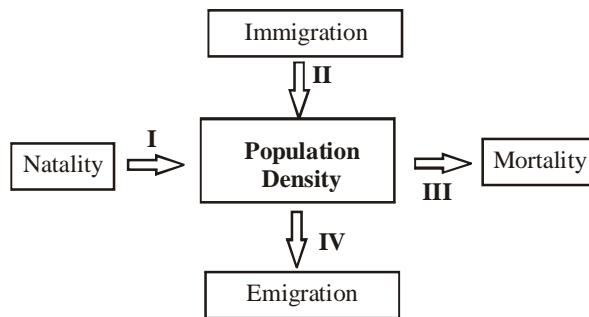 Immigration
II
I
Natality
Population
Density
Mortality
III
IV
Emigration